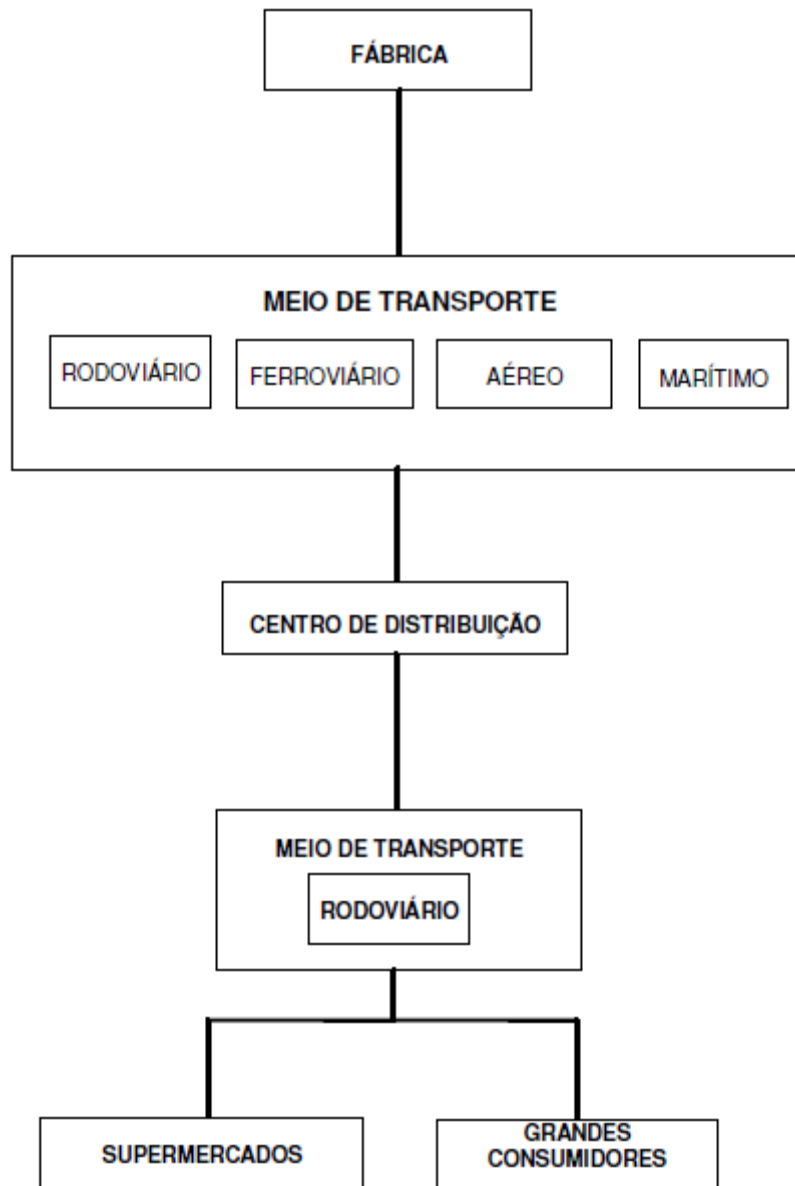 FÁBRICA
MEIO DE TRANSPORTE
RODOVIÁRIO
FERROVIÁRIO
AÉREO
MARÍTIMO
CENTRO DE DISTRIBUIÇÃO
MEIO DE TRANSPORTE
RODOVIÁRIO
SUPERMERCADOS
GRANDES
CONSUMIDORES